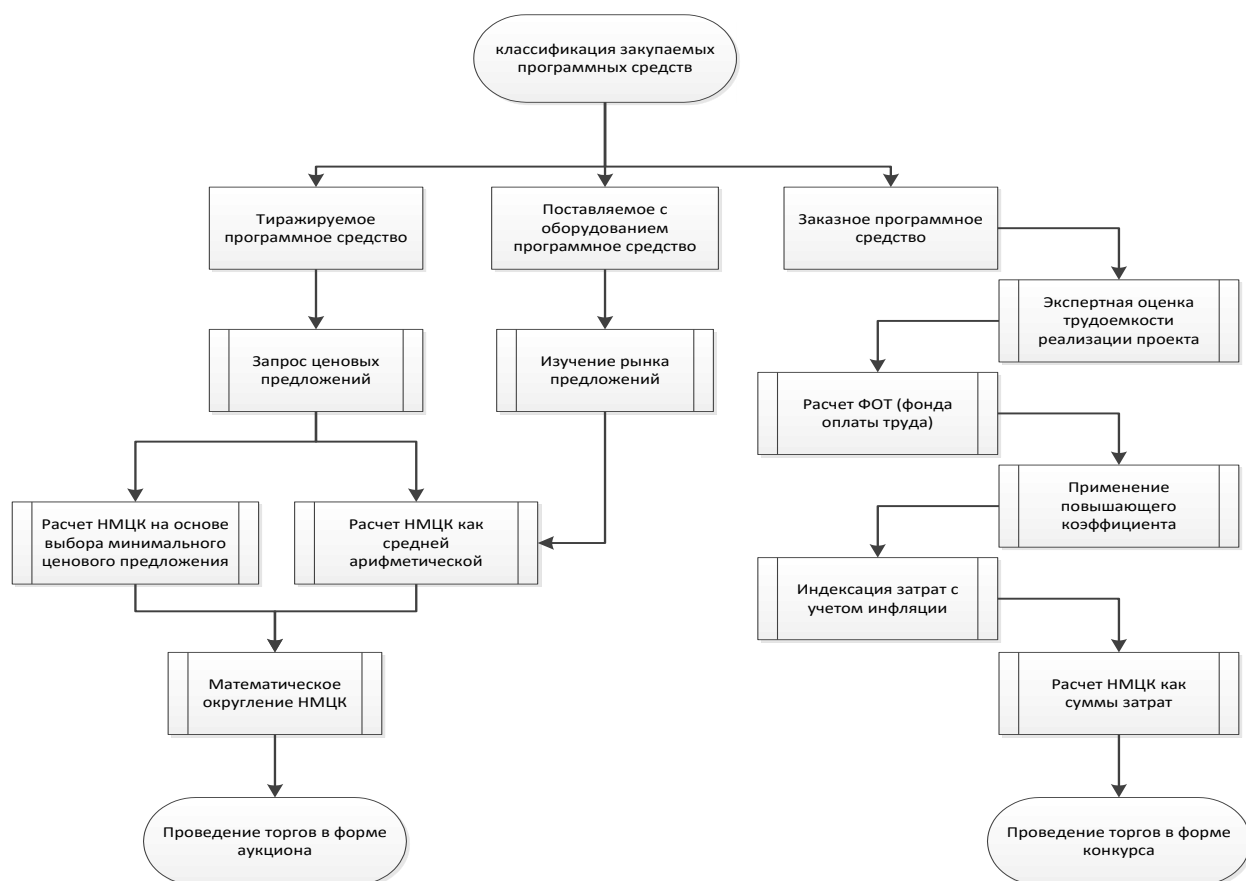 классификация закупаемых
программных средств
Тиражируемое
программное средство
Поставляемое с
оборудованием
программное средство
Заказное программное
средство
Экспертная оценка
трудоемкости
реализации проекта
Запрос ценовых
предложений
Изучение рынка
предложений
Расчет ФОТ (фонда
оплаты труда)
Применение
повышающего
коэффициента
Расчет НМЦК на основе
выбора минимального
ценового предложения
Расчет НМЦК как
средней
арифметической
Индексация затрат с
учетом инфляции
Математическое
округление НМЦК
Расчет НМЦК как
суммы затрат
Проведение торгов в форме
аукциона
Проведение торгов в форме
конкурса